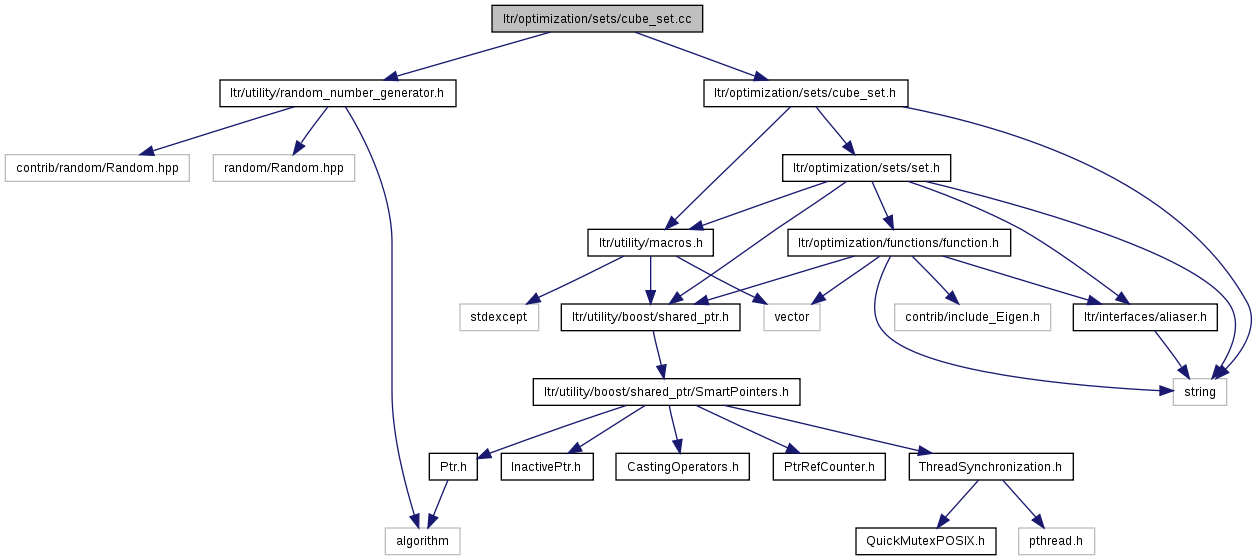 ltr/optimization/sets/cube_set.cc
ltr/utility/random_number_generator.h
ltr/optimization/sets/cube_set.h
contrib/random/Random.hpp
random/Random.hpp
ltr/optimization/sets/set.h
ltr/utility/macros.h
ltr/optimization/functions/function.h
stdexcept
ltr/utility/boost/shared_ptr.h
vector
contrib/include_Eigen.h
ltr/interfaces/aliaser.h
ltr/utility/boost/shared_ptr/SmartPointers.h
string
Ptr.h
InactivePtr.h
CastingOperators.h
PtrRefCounter.h
ThreadSynchronization.h
algorithm
QuickMutexPOSIX.h
pthread.h